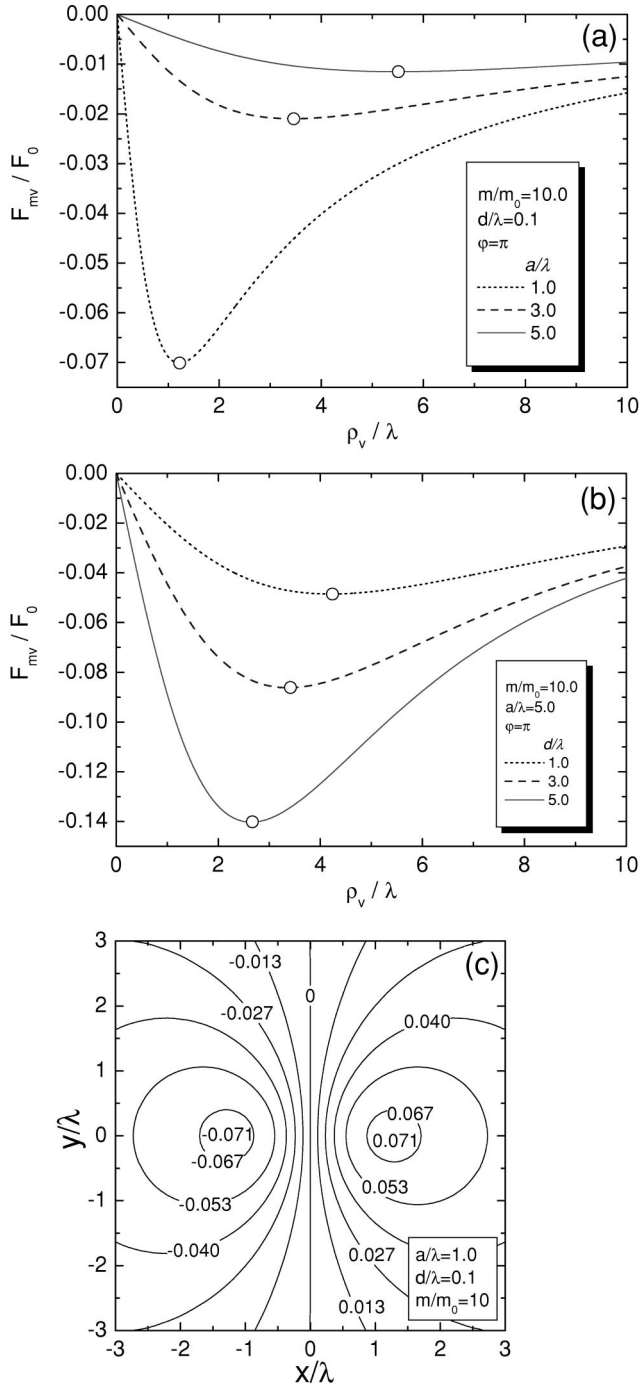 (a)
0.00
-0.01
-0.02
-0.03
-0.04
-0.05
-0.06
-0.07
F_mv / F_0
m/m_0=10.0
d/λ=0.1
φ=π
a/λ
1.0
3.0
5.0
0 2 4 6 8 10
ρ_v / λ
(b)
0.00
-0.02
-0.04
-0.06
-0.08
-0.10
-0.12
-0.14
F_mv / F_0
m/m_0=10.0
a/λ=5.0
φ=π
d/λ
1.0
3.0
5.0
0 2 4 6 8 10
ρ_v / λ
(c)
3
2
1
0
-1
-2
-3
y/λ
-0.013
0
-0.027
0.040
-0.071
-0.067
0.067
0.071
-0.053
0.053
-0.040
0.027
0.013
a/λ=1.0
d/λ=0.1
m/m_0=10
-3 -2 -1 0 1 2 3
x/λ